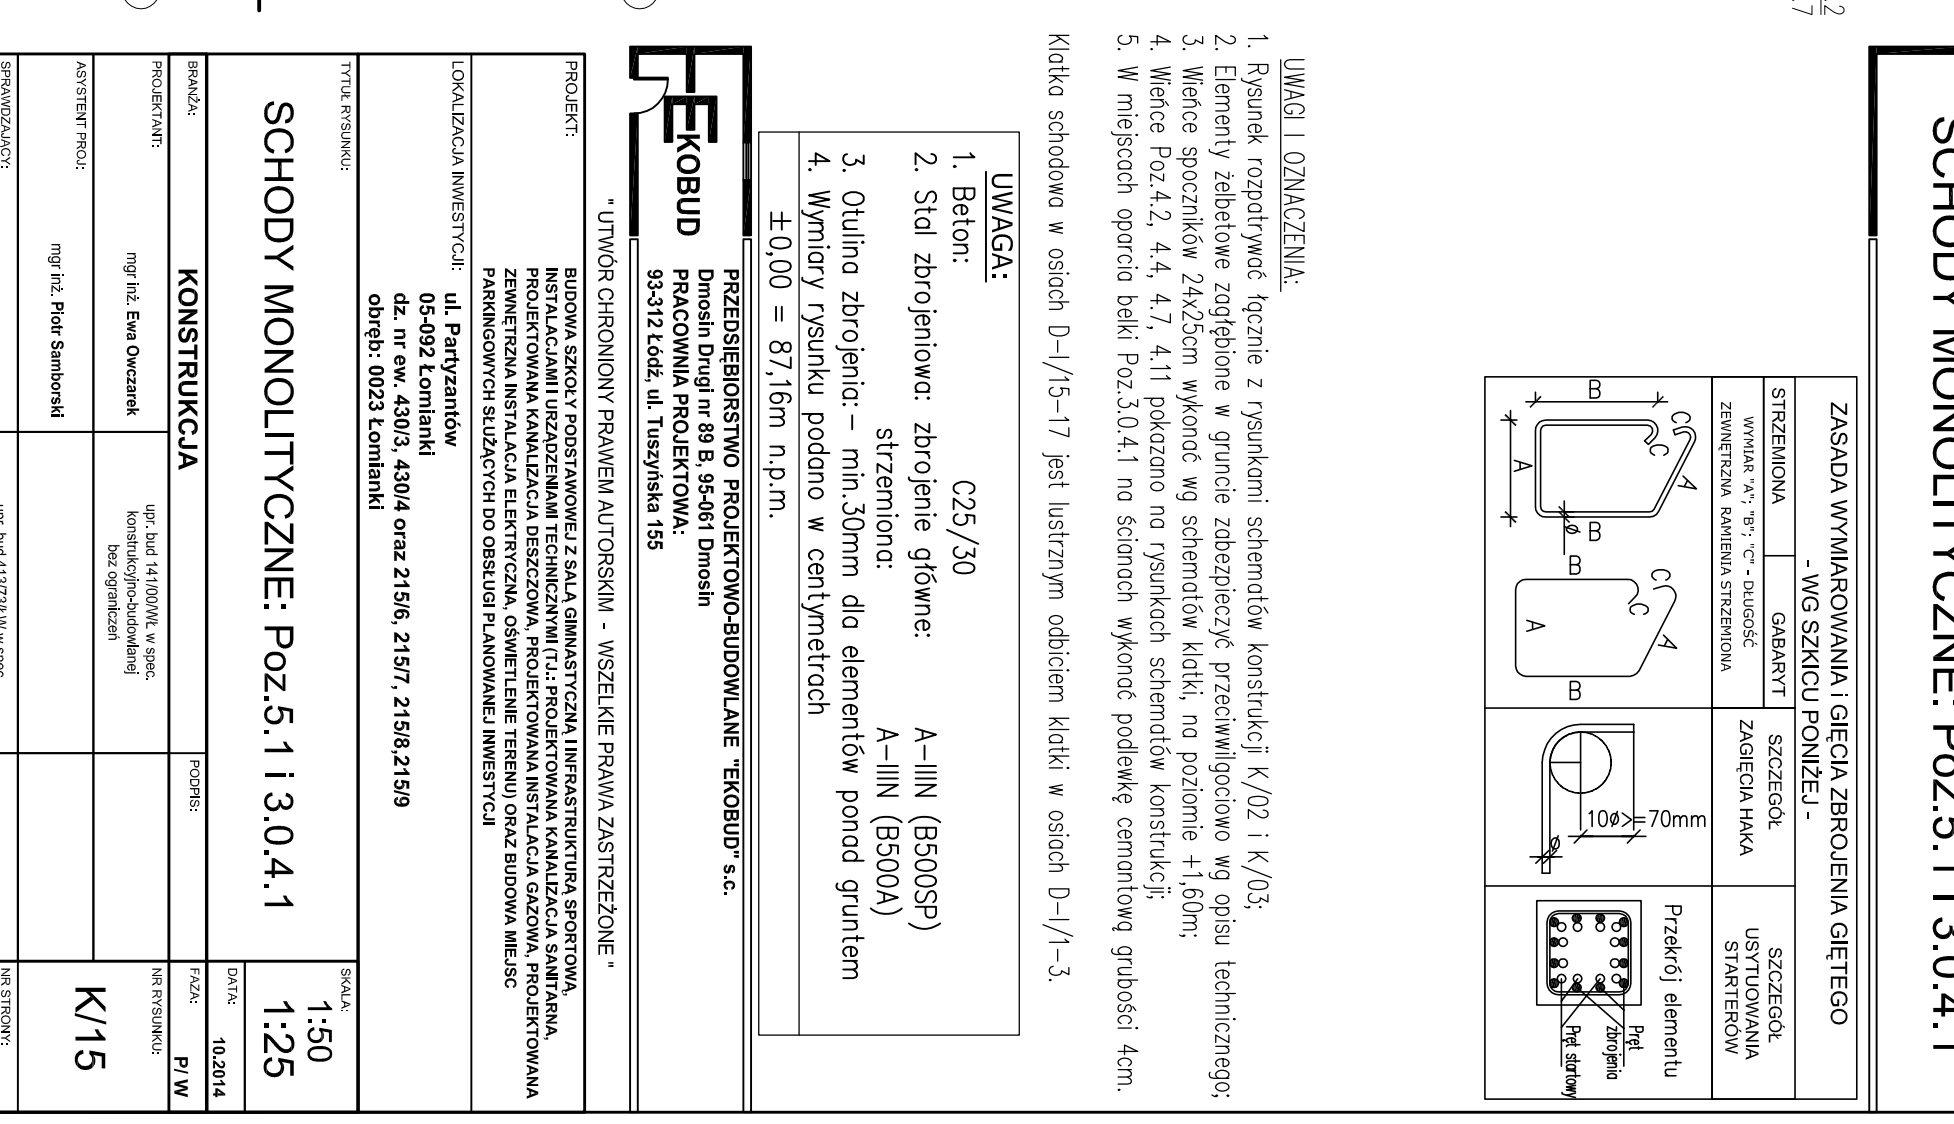 SCHODY MONOLITYCZNE: Poz.5.1 i 3.0.4.1
ZASADA WYMIAROWANIA i GIĘCIA ZBROJENIA GIĘTEGO
- WG SZKICU PONIŻEJ -
STRZEMIONA
GABARYT
WYMIAR "A"; "B"; "C" - DŁUGOŚĆ
ZEWNĘTRZNA RAMIENIA STRZEMIONA
SZCZEGÓŁ
ZAGIĘCIA HAKA
SZCZEGÓŁ
USYTUOWANIA
STARTERÓW
C
C
A
B
B
A
ø
C
C
A
B
B
A
10ø>=70mm
ø
Przekrój elementu
Pręt
zbrojenia
Pręt startowy
UWAGI I OZNACZENIA:
1. Rysunek rozpatrywać łącznie z rysunkami schematów konstrukcji K/02 i K/03;
2. Elementy żelbetowe zagłębione w gruncie zabezpieczyć przeciwwilgociowo wg opisu technicznego;
3. Wieńce spoczników 24x25cm wykonać wg schematów klatki, na poziomie +1,60m;
4. Wieńce Poz.4.2, 4.4, 4.7, 4.11 pokazano na rysunkach schematów konstrukcji;
5. W miejscach oparcia belki Poz.3.0.4.1 na ścianach wykonać podlewkę cemantową grubości 4cm.
Klatka schodowa w osiach D-I/15-17 jest lustrznym odbiciem klatki w osiach D-I/1-3.
UWAGA:
1. Beton: C25/30
2. Stal zbrojeniowa: zbrojenie główne: A-IIIN (B500SP)
strzemiona: A-IIIN (B500A)
3. Otulina zbrojenia: - min.30mm dla elementów ponad gruntem
4. Wymiary rysunku podano w centymetrach
±0,00 = 87,16m n.p.m.
EKOBUD
PRZEDSIĘBIORSTWO PROJEKTOWO-BUDOWLANE "EKOBUD" s.c.
Dmosin Drugi nr 89 B, 95-061 Dmosin
PRACOWNIA PROJEKTOWA:
93-312 Łódź, ul. Tuszyńska 155
" UTWÓR CHRONIONY PRAWEM AUTORSKIM - WSZELKIE PRAWA ZASTRZEŻONE "
PROJEKT:
BUDOWA SZKOŁY PODSTAWOWEJ Z SALĄ GIMNASTYCZNĄ I INFRASTRUKTURĄ SPORTOWĄ,
INSTALACJAMI I URZĄDZENIAMI TECHNICZNYMI (TJ.: PROJEKTOWANA KANALIZACJA SANITARNA,
PROJEKTOWANA KANALIZACJA DESZCZOWA, PROJEKTOWANA INSTALACJA GAZOWA, PROJEKTOWANA
ZEWNĘTRZNA INSTALACJA ELEKTRYCZNA, OŚWIETLENIE TERENU) ORAZ BUDOWA MIEJSC
PARKINGOWYCH SŁUŻĄCYCH DO OBSŁUGI PLANOWANEJ INWESTYCJI
LOKALIZACJA INWESTYCJI:
ul. Partyzantów
05-092 Łomianki
dz. nr ew. 430/3, 430/4 oraz 215/6, 215/7, 215/8,215/9
obręb: 0023 Łomianki
TYTUŁ RYSUNKU:
SCHODY MONOLITYCZNE: Poz.5.1 i 3.0.4.1
SKALA:
1:50
1:25
DATA:
10.2014
BRANŻA:
KONSTRUKCJA
PODPIS:
FAZA:
P/ W
PROJEKTANT:
mgr inż. Ewa Owczarek
upr. bud 141/00/WŁ w spec.
konstrukcyjno-budowlanej
bez ograniczeń
NR RYSUNKU:
K/15
ASYSTENT PROJ:
mgr inż. Piotr Samborski
SPRAWDZAJĄCY:
NR STRONY: